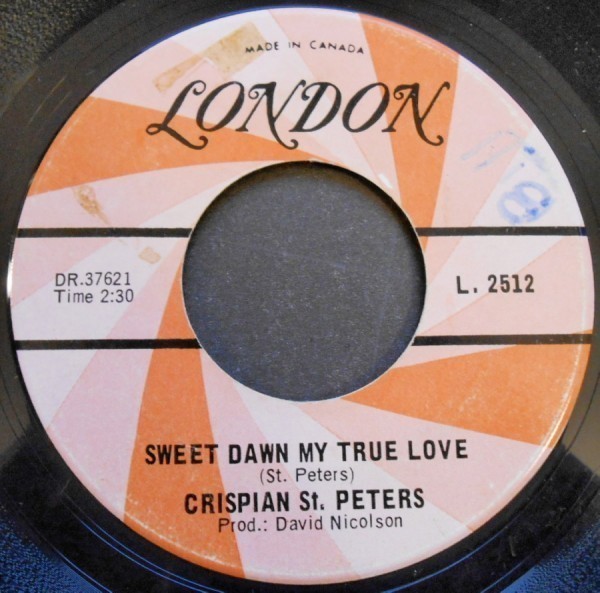 MADE IN CANADA
LONDON
DR.37621
Time 2:30
L. 2512
SWEET DAWN MY TRUE LOVE
(St. Peters)
CRISPIAN St. PETERS
Prod.: David Nicolson